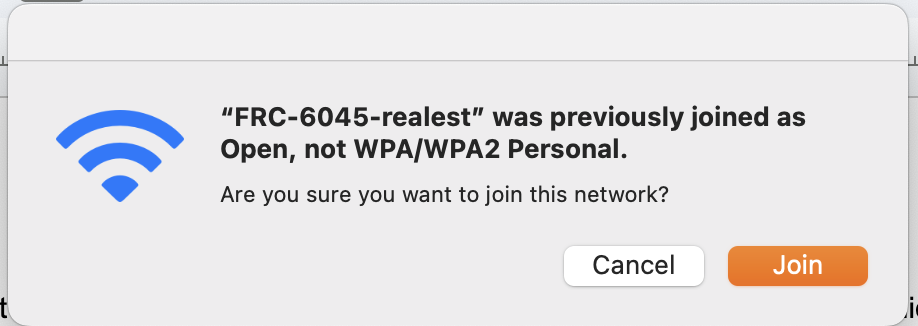 “FRC-6045-realest” was previously joined as
Open, not WPA/WPA2 Personal.
Are you sure you want to join this network?
Cancel
Join